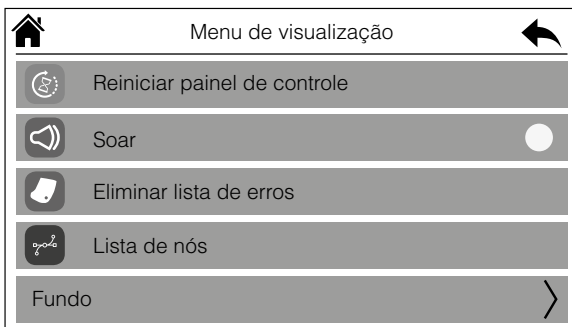 Menu de visualização
Reiniciar painel de controle
Soar
Eliminar lista de erros
Lista de nós
Fundo